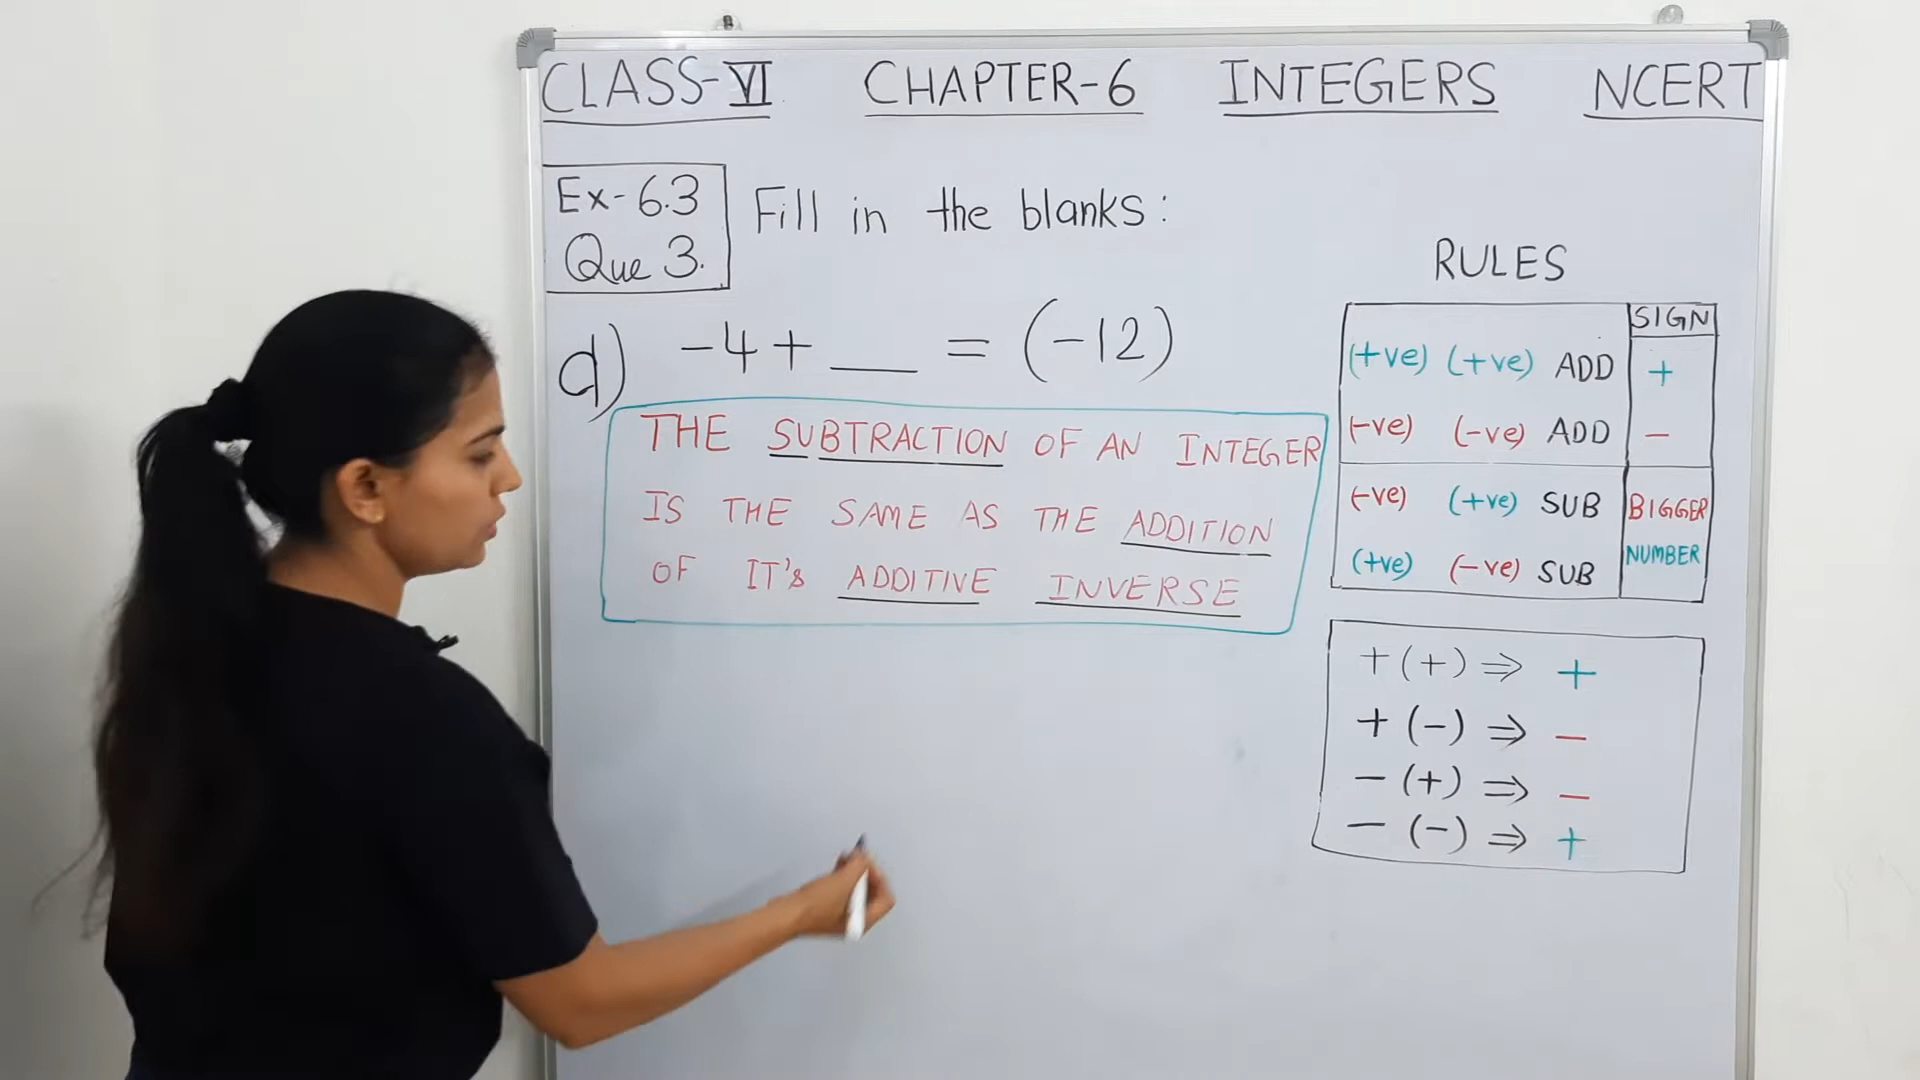 CLASS-VI CHAPTER-6 INTEGERS NCERT
Ex-6.3
Que 3.
Fill in the blanks:
d) -4+ ___ = (-12)
THE SUBTRACTION OF AN INTEGER
IS THE SAME AS THE ADDITION
OF IT's ADDITIVE INVERSE
RULES
SIGN
(+ve) (+ve) ADD +
(-ve) (-ve) ADD -
(-ve) (+ve) SUB BIGGER
(+ve) (-ve) SUB NUMBER
+ (+) ⇒ +
+ (-) ⇒ -
- (+) ⇒ -
- (-) ⇒ +